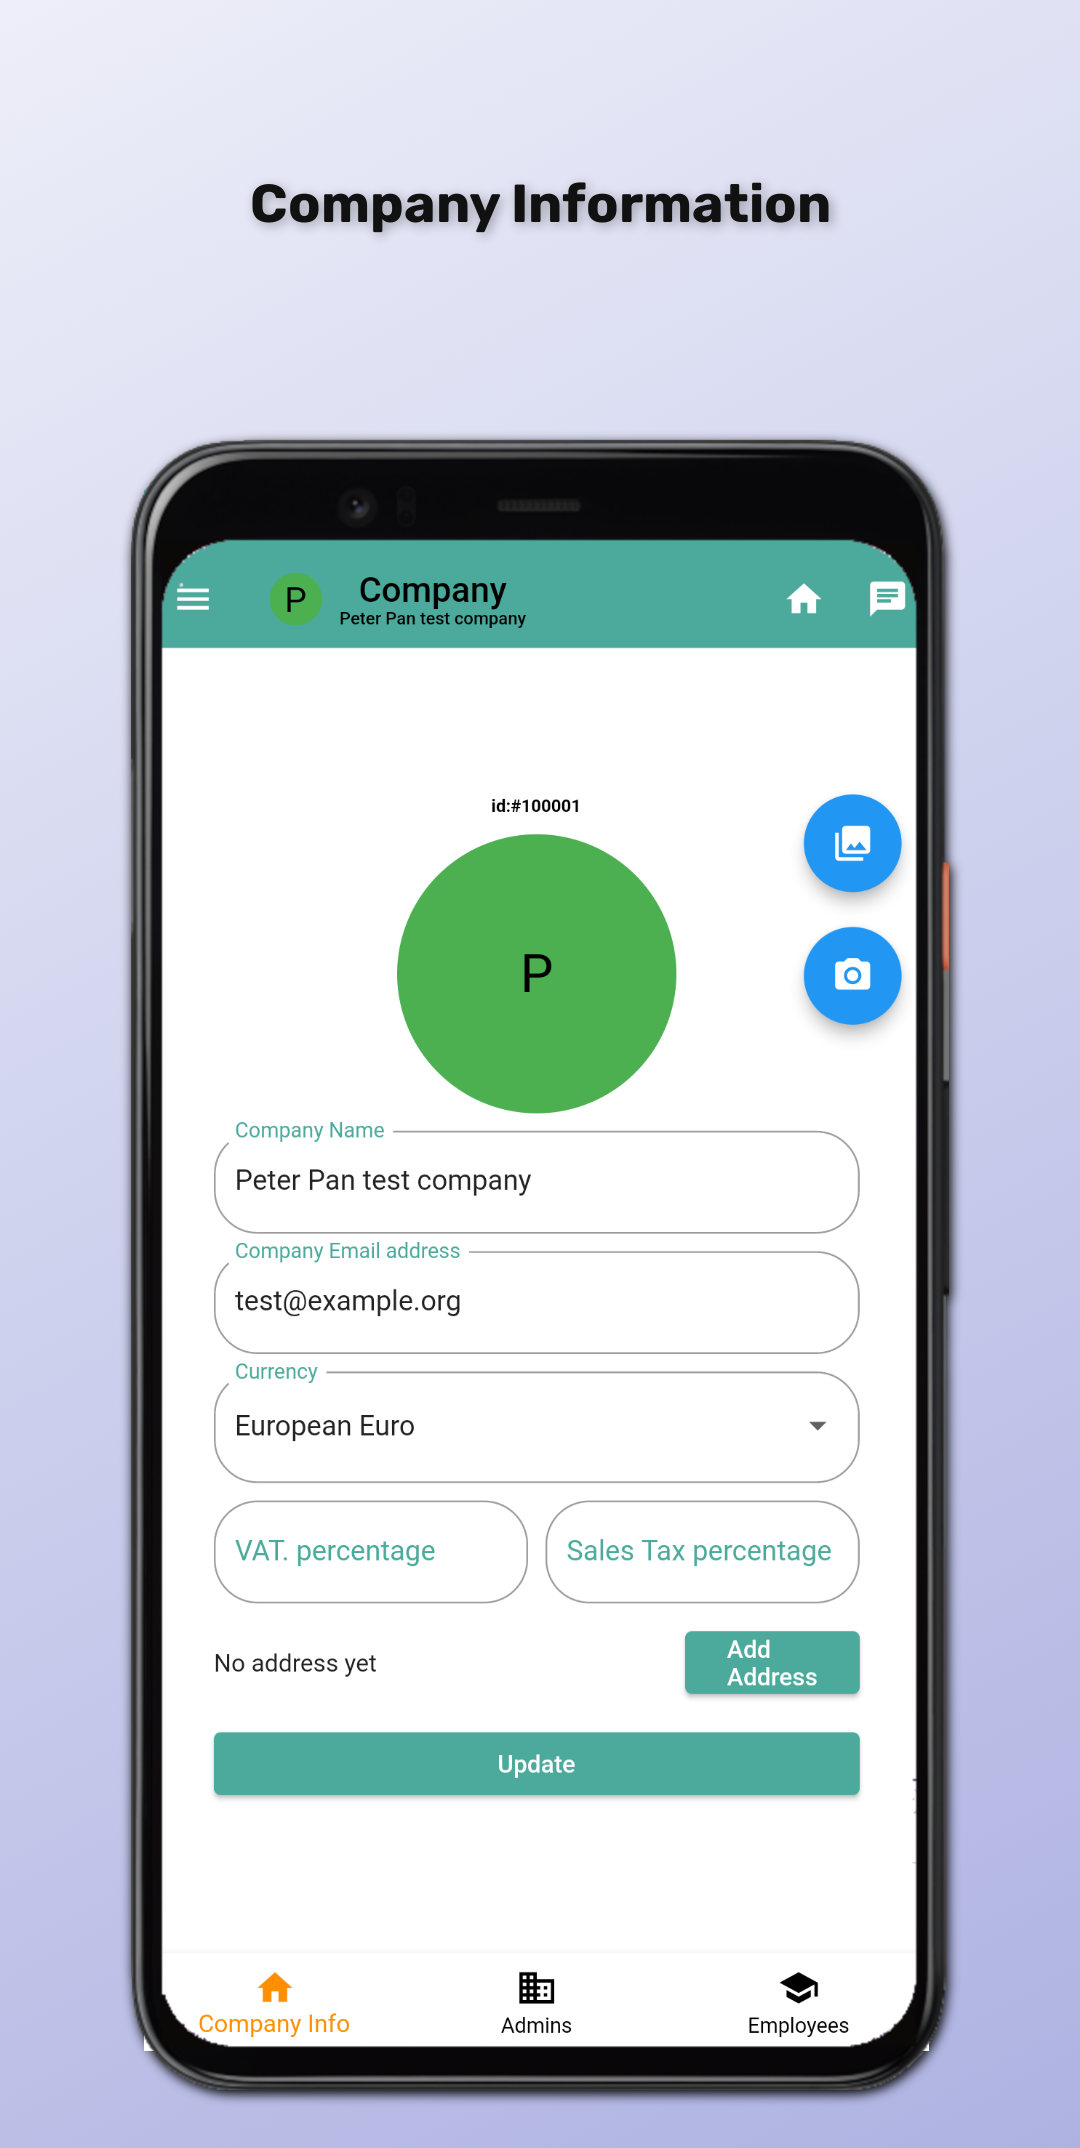 Company Information
P
Company
Peter Pan test company
id:#100001
P
Company Name
Peter Pan test company
Company Email address
test@example.org
Currency
European Euro
VAT. percentage
Sales Tax percentage
No address yet
Add
Address
Update
Company Info
Admins
Employees